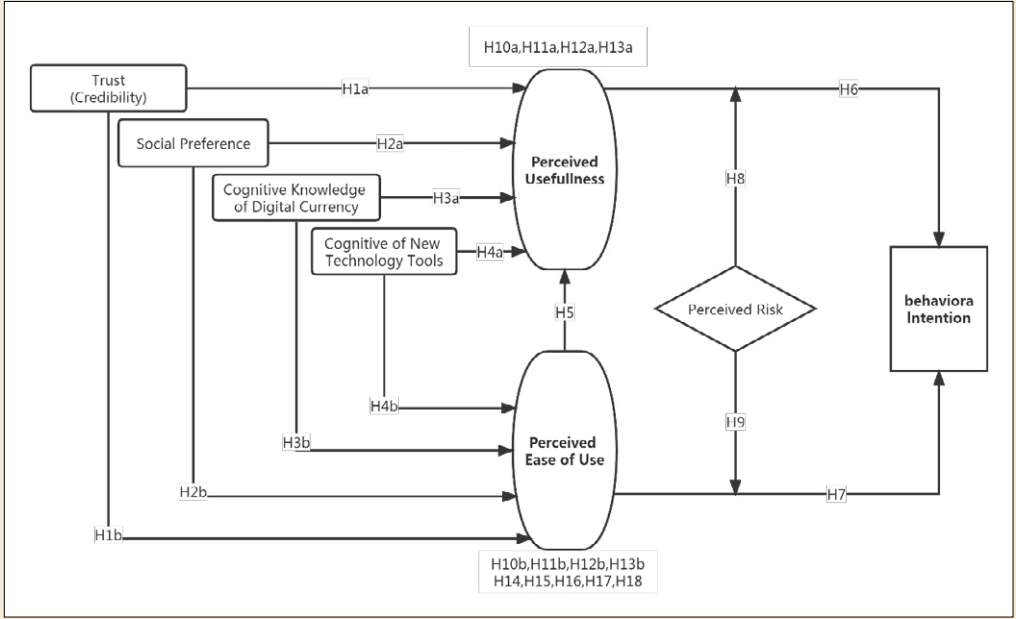 H10a,H11a,H12a,H13a
Trust
(Credibility)
H1a
Social Preference
H2a
Perceived
Usefullness
Cognitive Knowledge
of Digital Currency
H3a
Cognitive of New
Technology Tools
H4a
H6
H8
H5
Perceived Risk
behaviora
Intention
H4b
H3b
H2b
H1b
Perceived
Ease of Use
H9
H7
H10b,H11b,H12b,H13b
H14,H15,H16,H17,H18